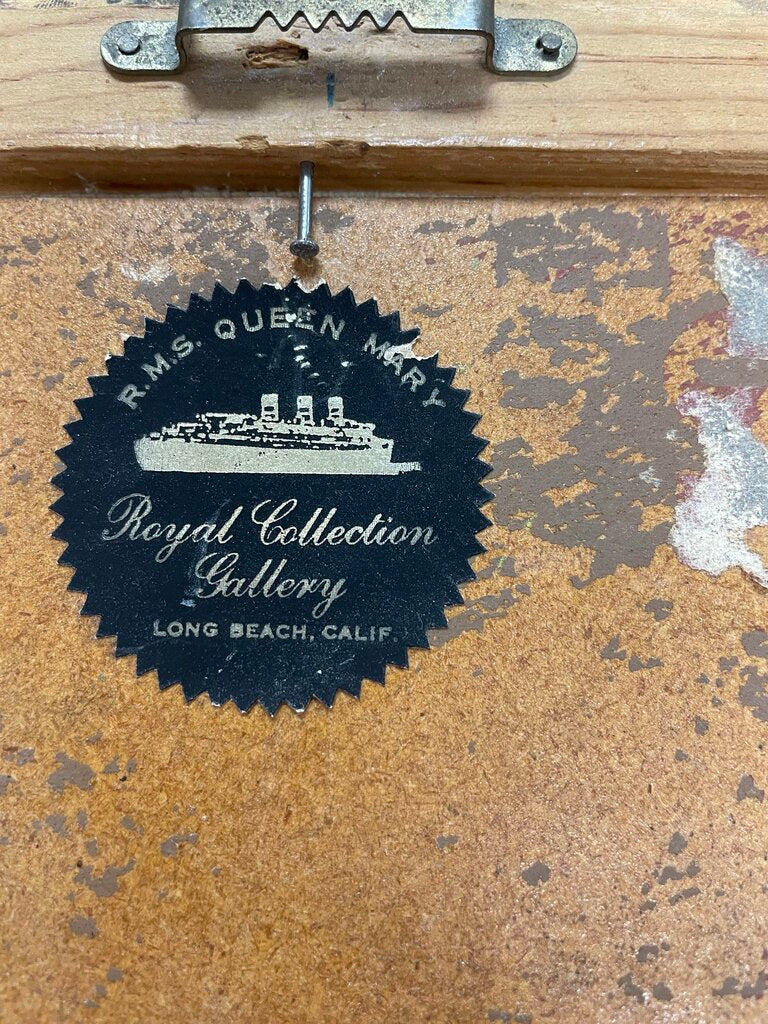 R.M.S. QUEEN MARY
Royal Collection
Gallery
LONG BEACH, CALIF.